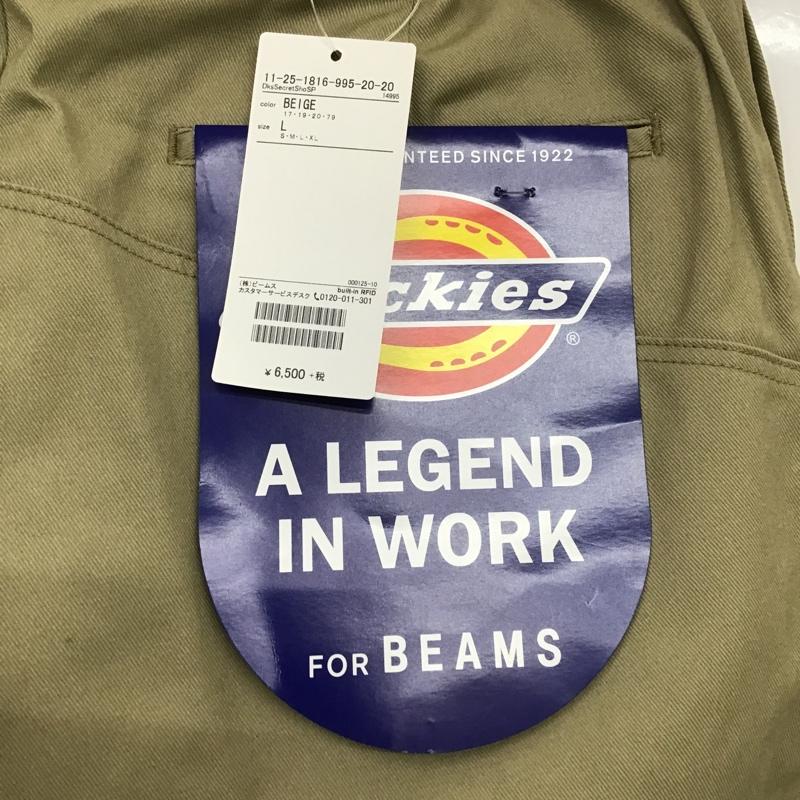 11-25-1816-995-20-20
DksSecretShoSP
14995
color BEIGE
17・19・20・79
size L
S・M・L・XL
(株)ビームス 000125-10
built-in RFID
カスタマーサービスデスク 0120-011-301
¥ 6,500 +税
NTEED SINCE 1922
ckies
®
A LEGEND
IN WORK
FOR BEAMS